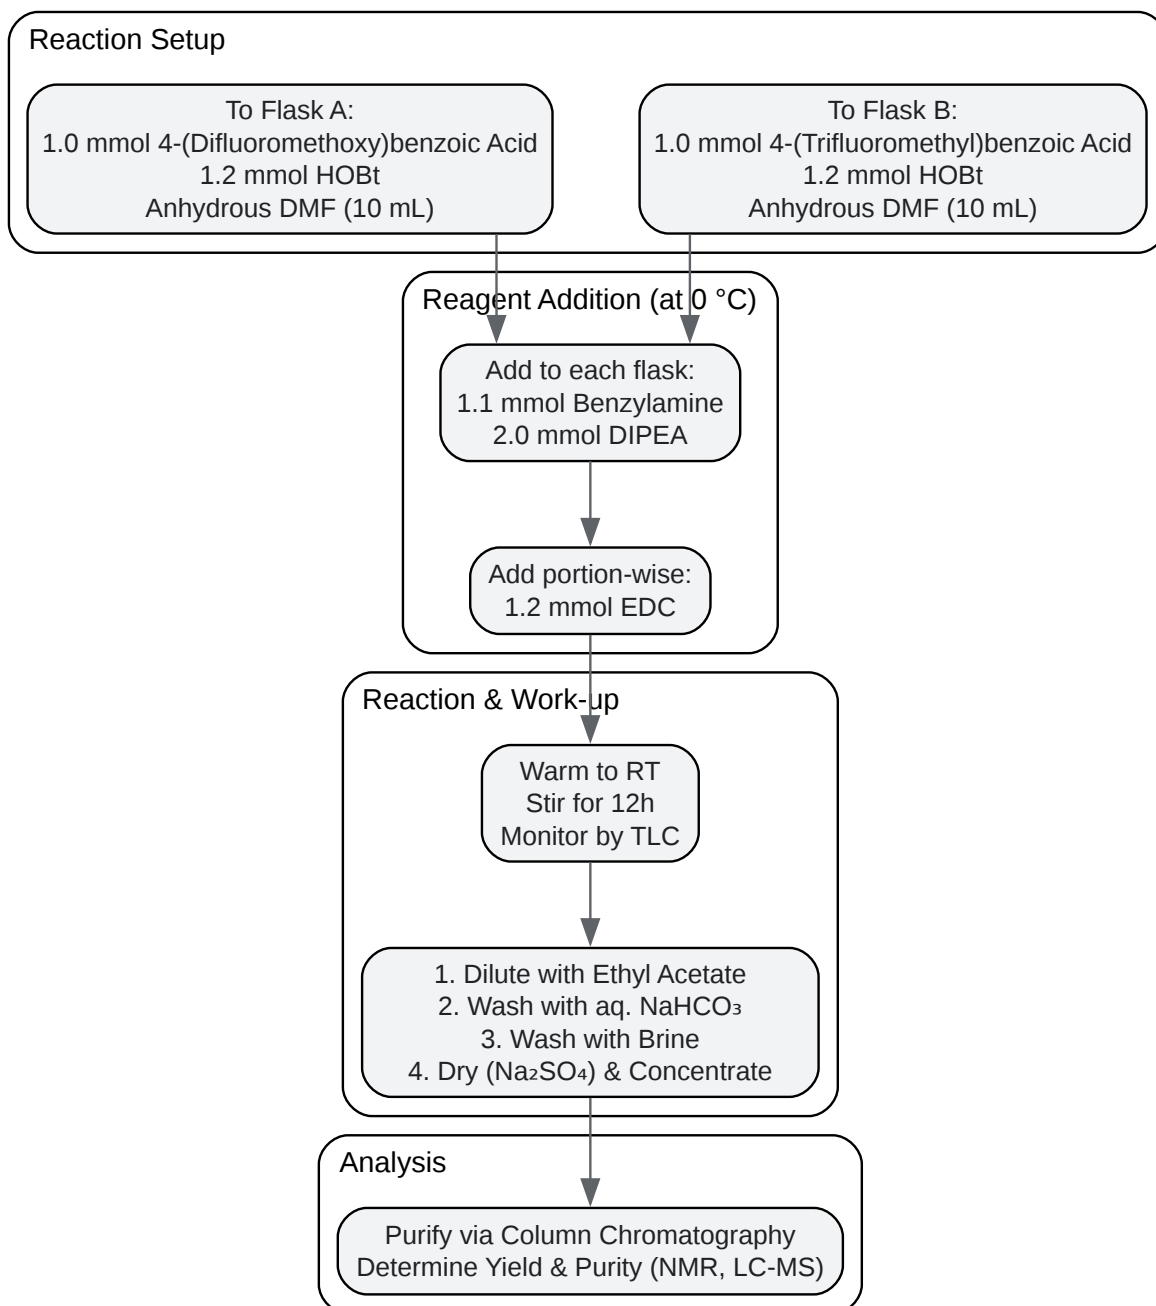 Reaction Setup
To Flask A:
1.0 mmol 4-(Difluoromethoxy)benzoic Acid
1.2 mmol HOBt
Anhydrous DMF (10 mL)
To Flask B:
1.0 mmol 4-(Trifluoromethyl)benzoic Acid
1.2 mmol HOBt
Anhydrous DMF (10 mL)
Reagent Addition (at 0 °C)
Add to each flask:
1.1 mmol Benzylamine
2.0 mmol DIPEA
Add portion-wise:
1.2 mmol EDC
Reaction & Work-up
Warm to RT
Stir for 12h
Monitor by TLC
1. Dilute with Ethyl Acetate
2. Wash with aq. NaHCO₃
3. Wash with Brine
4. Dry (Na₂SO₄) & Concentrate
Analysis
Purify via Column Chromatography
Determine Yield & Purity (NMR, LC-MS)